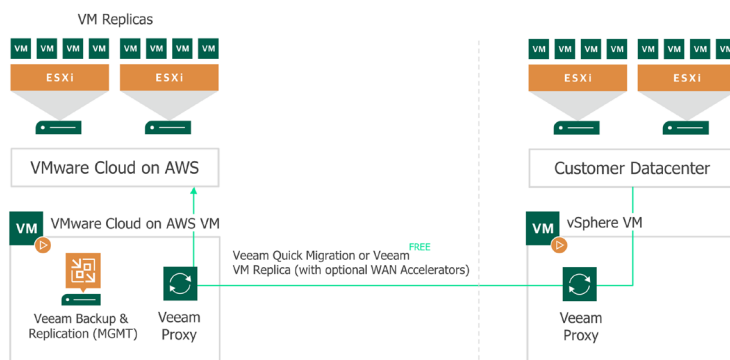 VM Replicas
VM VM VM VM VM VM VM VM
ESXi ESXi
VMware Cloud on AWS
VM VMware Cloud on AWS VM
Veeam Backup &
Replication (MGMT)
Veeam
Proxy
FREE
Veeam Quick Migration or Veeam
VM Replica (with optional WAN Accelerators)
VM VM VM VM VM VM VM VM
ESXi ESXi
Customer Datacenter
VM vSphere VM
Veeam
Proxy